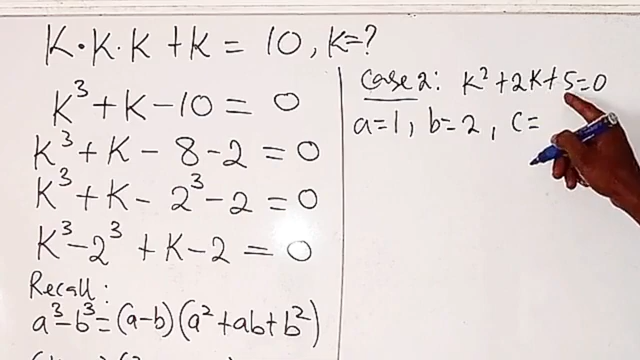 K·K·K+K = 10, K=?
K³+K-10 = 0
K³+K-8-2=0
K³+K-2³-2=0
K³-2³+K-2=0
Recall:
a³-b³=(a-b)(a²+ab+b²)
Case 2: K²+2K+5=0
a=1, b=2, c=